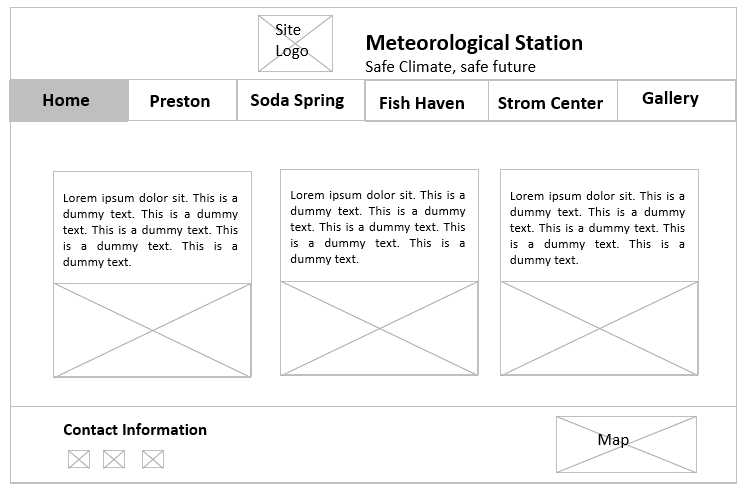 Site
Logo
Meteorological Station
Safe Climate, safe future
Home
Preston
Soda Spring
Fish Haven
Strom Center
Gallery
Lorem ipsum dolor sit. This is a
dummy text. This is a dummy
text. This is a dummy text. This
is a dummy text. This is a
dummy text.
Lorem ipsum dolor sit. This is a
dummy text. This is a dummy
text. This is a dummy text. This
is a dummy text. This is a
dummy text.
Lorem ipsum dolor sit. This is a
dummy text. This is a dummy
text. This is a dummy text. This
is a dummy text. This is a
dummy text.
Contact Information
Map